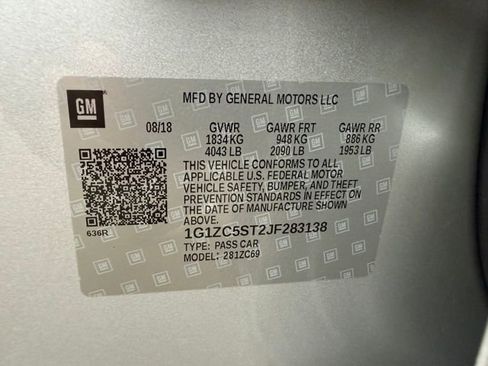 GM
MFD BY GENERAL MOTORS LLC
08/18 GVWR GAWR FRT GAWR RR
1834 KG 948 KG 886 KG
4043 LB 2090 LB 1953 LB
THIS VEHICLE CONFORMS TO ALL
APPLICABLE U.S. FEDERAL MOTOR
VEHICLE SAFETY, BUMPER, AND THEFT
PREVENTION STANDARDS IN EFFECT ON
THE DATE OF MANUFACTURE SHOWN
ABOVE.
636R
1G1ZC5ST2JF283138
TYPE: PASS CAR
MODEL: 281ZC69